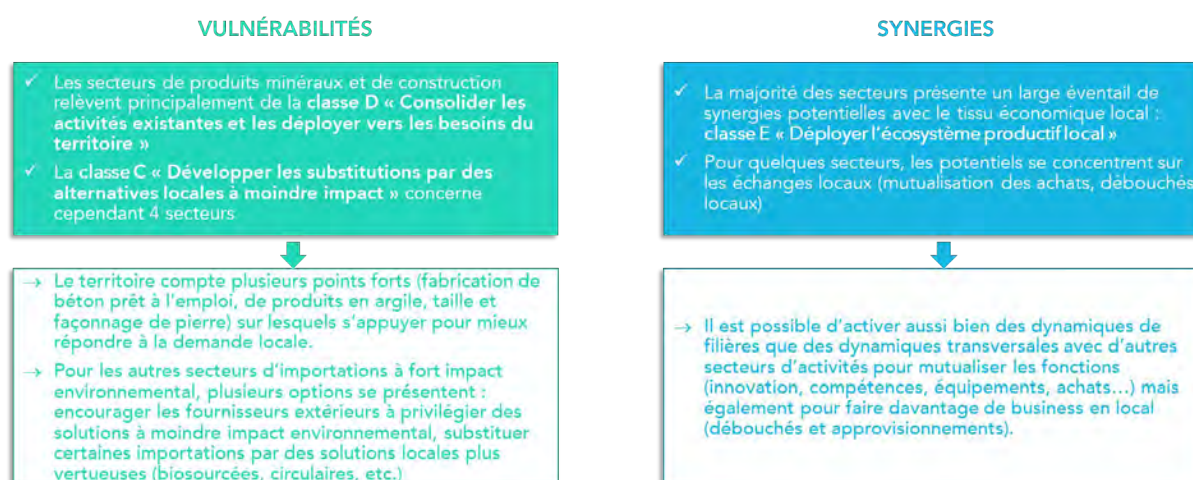 VULNÉRABILITÉS
✓ Les secteurs de produits minéraux et de construction
relèvent principalement de la classe D « Consolider les
activités existantes et les déployer vers les besoins du
territoire »
✓ La classe C « Développer les substitutions par des
alternatives locales à moindre impact » concerne
cependant 4 secteurs
→ Le territoire compte plusieurs points forts (fabrication de
béton prêt à l'emploi, de produits en argile, taille et
façonnage de pierre) sur lesquels s'appuyer pour mieux
répondre à la demande locale.
→ Pour les autres secteurs d'importations à fort impact
environnemental, plusieurs options se présentent :
encourager les fournisseurs extérieurs à privilégier des
solutions à moindre impact environnemental, substituer
certaines importations par des solutions locales plus
vertueuses (biosourcées, circulaires, etc.)
SYNERGIES
✓ La majorité des secteurs présente un large éventail de
synergies potentielles avec le tissu économique local :
classe E « Déployer l'écosystème productif local »
✓ Pour quelques secteurs, les potentiels se concentrent sur
les échanges locaux (mutualisation des achats, débouchés
locaux)
→ Il est possible d'activer aussi bien des dynamiques de
filières que des dynamiques transversales avec d'autres
secteurs d'activités pour mutualiser les fonctions
(innovation, compétences, équipements, achats…) mais
également pour faire davantage de business en local
(débouchés et approvisionnements).